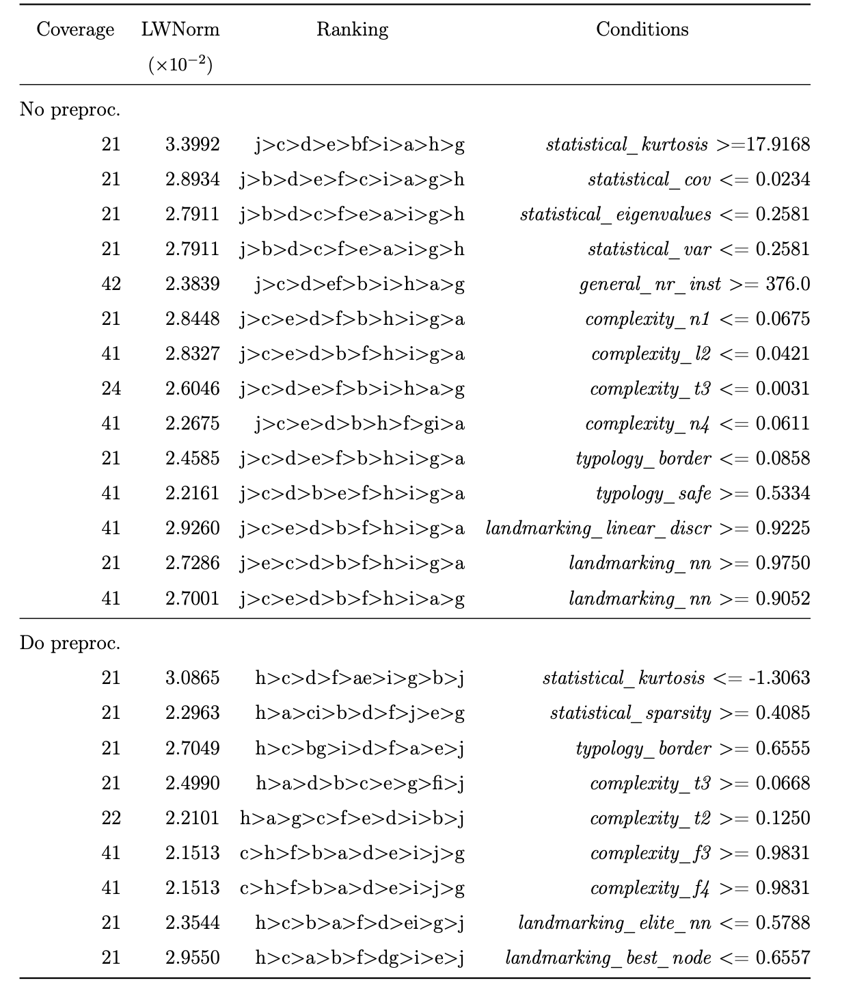 Coverage LWNorm Ranking Conditions
(×10⁻²)
No preproc.
21 3.3992 j>c>d>e>bf>i>a>h>g statistical_kurtosis >=17.9168
21 2.8934 j>b>d>e>f>c>i>a>g>h statistical_cov <= 0.0234
21 2.7911 j>b>d>c>f>e>a>i>g>h statistical_eigenvalues <= 0.2581
21 2.7911 j>b>d>c>f>e>a>i>g>h statistical_var <= 0.2581
42 2.3839 j>c>d>ef>b>i>h>a>g general_nr_inst >= 376.0
21 2.8448 j>c>e>d>f>b>h>i>g>a complexity_n1 <= 0.0675
41 2.8327 j>c>e>d>b>f>h>i>g>a complexity_l2 <= 0.0421
24 2.6046 j>c>d>e>f>b>i>h>a>g complexity_t3 <= 0.0031
41 2.2675 j>c>e>d>b>h>f>gi>a complexity_n4 <= 0.0611
21 2.4585 j>c>d>e>f>b>h>i>g>a typology_border <= 0.0858
41 2.2161 j>c>d>b>e>f>h>i>g>a typology_safe >= 0.5334
41 2.9260 j>c>e>d>b>f>h>i>g>a landmarking_linear_discr >= 0.9225
21 2.7286 j>e>c>d>b>f>h>i>g>a landmarking_nn >= 0.9750
41 2.7001 j>c>e>d>b>f>h>i>a>g landmarking_nn >= 0.9052
Do preproc.
21 3.0865 h>c>d>f>ae>i>g>b>j statistical_kurtosis <= -1.3063
21 2.2963 h>a>ci>b>d>f>j>e>g statistical_sparsity >= 0.4085
21 2.7049 h>c>bg>i>d>f>a>e>j typology_border >= 0.6555
21 2.4990 h>a>d>b>c>e>g>fi>j complexity_t3 >= 0.0668
22 2.2101 h>a>g>c>f>e>d>i>b>j complexity_t2 >= 0.1250
41 2.1513 c>h>f>b>a>d>e>i>j>g complexity_f3 >= 0.9831
41 2.1513 c>h>f>b>a>d>e>i>j>g complexity_f4 >= 0.9831
21 2.3544 h>c>b>a>f>d>ei>g>j landmarking_elite_nn <= 0.5788
21 2.9550 h>c>a>b>f>dg>i>e>j landmarking_best_node <= 0.6557